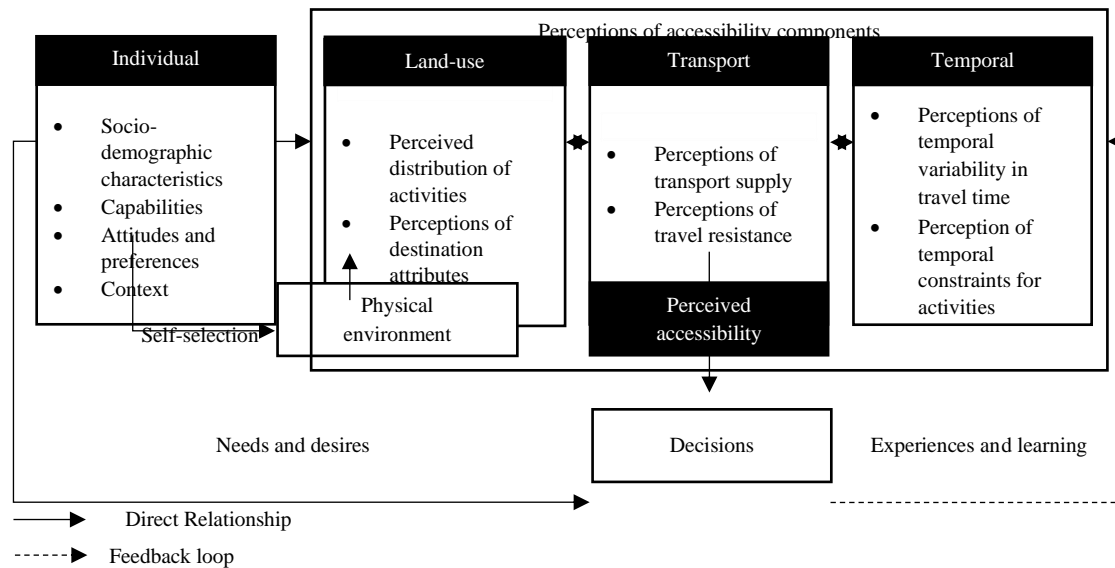 Perceptions of accessibility components
Individual
• Socio-
demographic
characteristics
• Capabilities
• Attitudes and
preferences
• Context
Land-use
• Perceived
distribution of
activities
• Perceptions of
destination
attributes
Transport
• Perceptions of
transport supply
• Perceptions of
travel resistance
Temporal
• Perceptions of
temporal
variability in
travel time
• Perception of
temporal
constraints for
activities
Self-selection
Physical
environment
Perceived
accessibility
Needs and desires
Decisions
Experiences and learning
Direct Relationship
Feedback loop